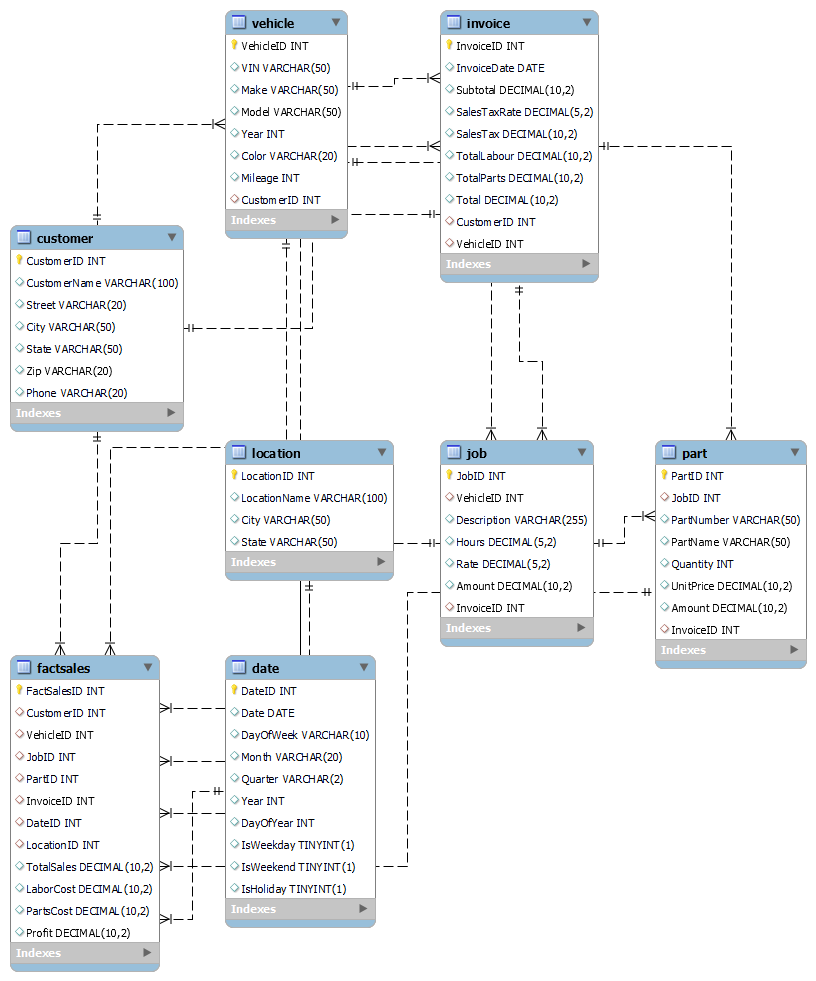 vehicle
VehicleID INT
VIN VARCHAR(50)
Make VARCHAR(50)
Model VARCHAR(50)
Year INT
Color VARCHAR(20)
Mileage INT
CustomerID INT
Indexes
invoice
InvoiceID INT
InvoiceDate DATE
Subtotal DECIMAL(10,2)
SalesTaxRate DECIMAL(5,2)
SalesTax DECIMAL(10,2)
TotalLabour DECIMAL(10,2)
TotalParts DECIMAL(10,2)
Total DECIMAL(10,2)
CustomerID INT
VehicleID INT
Indexes
customer
CustomerID INT
CustomerName VARCHAR(100)
Street VARCHAR(20)
City VARCHAR(50)
State VARCHAR(50)
Zip VARCHAR(20)
Phone VARCHAR(20)
Indexes
location
LocationID INT
LocationName VARCHAR(100)
City VARCHAR(50)
State VARCHAR(50)
Indexes
job
JobID INT
VehicleID INT
Description VARCHAR(255)
Hours DECIMAL(5,2)
Rate DECIMAL(5,2)
Amount DECIMAL(10,2)
InvoiceID INT
Indexes
part
PartID INT
JobID INT
PartNumber VARCHAR(50)
PartName VARCHAR(50)
Quantity INT
UnitPrice DECIMAL(10,2)
Amount DECIMAL(10,2)
InvoiceID INT
Indexes
factsales
FactSalesID INT
CustomerID INT
VehicleID INT
JobID INT
PartID INT
InvoiceID INT
DateID INT
LocationID INT
TotalSales DECIMAL(10,2)
LaborCost DECIMAL(10,2)
PartsCost DECIMAL(10,2)
Profit DECIMAL(10,2)
Indexes
date
DateID INT
Date DATE
DayOfWeek VARCHAR(10)
Month VARCHAR(20)
Quarter VARCHAR(2)
Year INT
DayOfYear INT
IsWeekday TINYINT(1)
IsWeekend TINYINT(1)
IsHoliday TINYINT(1)
Indexes